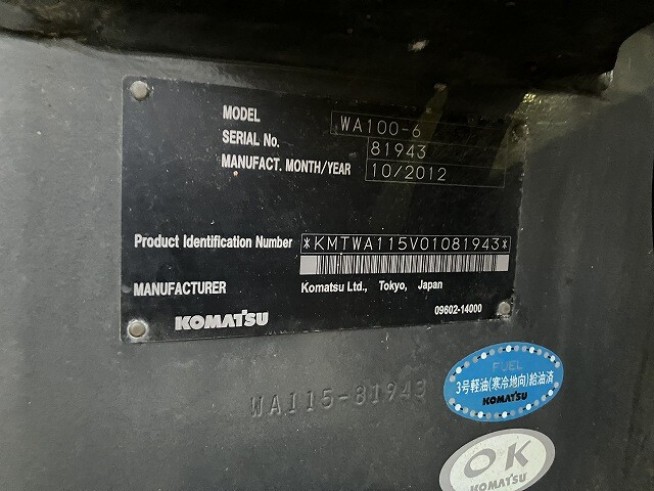 MODEL WA100-6
SERIAL No. 81943
MANUFACT. MONTH/YEAR 10/2012
Product Identification Number *KMTWA115V01081943*
MANUFACTURER Komatsu Ltd., Tokyo, Japan
KOMATSU 09602-14000
WA115-81943
FUEL
3号軽油(寒冷地向)給油済
KOMATSU
OK
KOMATSU